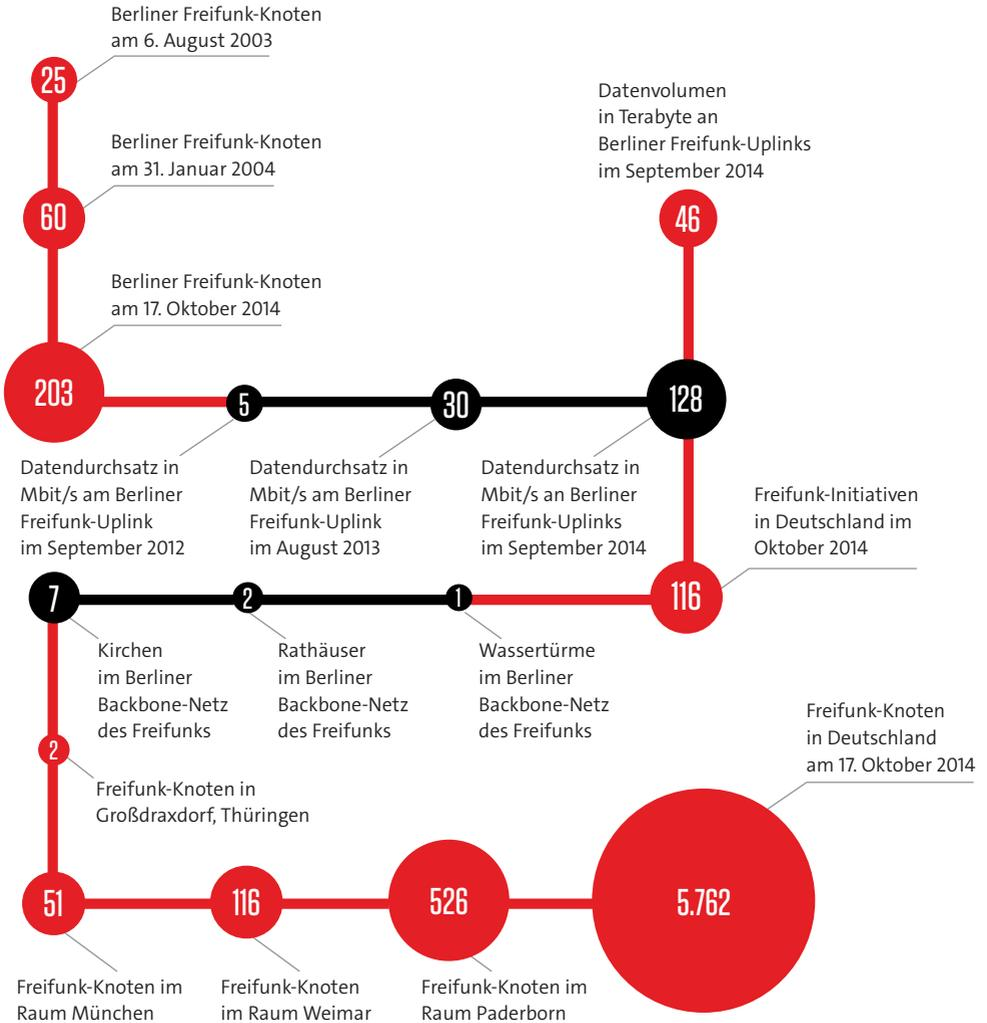 Berliner Freifunk-Knoten
am 6. August 2003
25
Berliner Freifunk-Knoten
am 31. Januar 2004
60
Berliner Freifunk-Knoten
am 17. Oktober 2014
203
5
Datendurchsatz in
Mbit/s am Berliner
Freifunk-Uplink
im September 2012
30
Datendurchsatz in
Mbit/s am Berliner
Freifunk-Uplink
im August 2013
128
Datendurchsatz in
Mbit/s an Berliner
Freifunk-Uplinks
im September 2014
Datenvolumen
in Terabyte an
Berliner Freifunk-Uplinks
im September 2014
46
Freifunk-Initiativen
in Deutschland im
Oktober 2014
116
1
Wassertürme
im Berliner
Backbone-Netz
des Freifunks
2
Rathäuser
im Berliner
Backbone-Netz
des Freifunks
7
Kirchen
im Berliner
Backbone-Netz
des Freifunks
2
Freifunk-Knoten in
Großdraxdorf, Thüringen
51
Freifunk-Knoten im
Raum München
116
Freifunk-Knoten
im Raum Weimar
526
Freifunk-Knoten im
Raum Paderborn
Freifunk-Knoten
in Deutschland
am 17. Oktober 2014
5.762